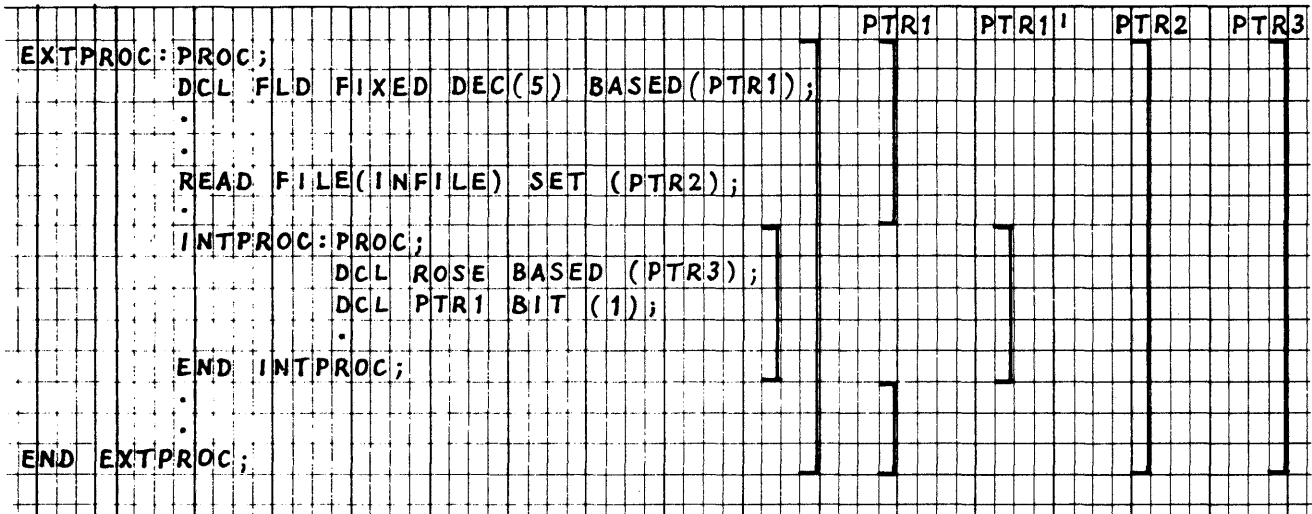 PTR1 PTR1' PTR2 PTR3
EXTPROC: PROC;
DCL FLD FIXED DEC(5) BASED(PTR1);
.
.
READ FILE(INFILE) SET (PTR2);
.
INTPROC: PROC;
DCL ROSE BASED (PTR3);
DCL PTR1 BIT (1);
.
END INTPROC;
.
.
END EXTPROC;